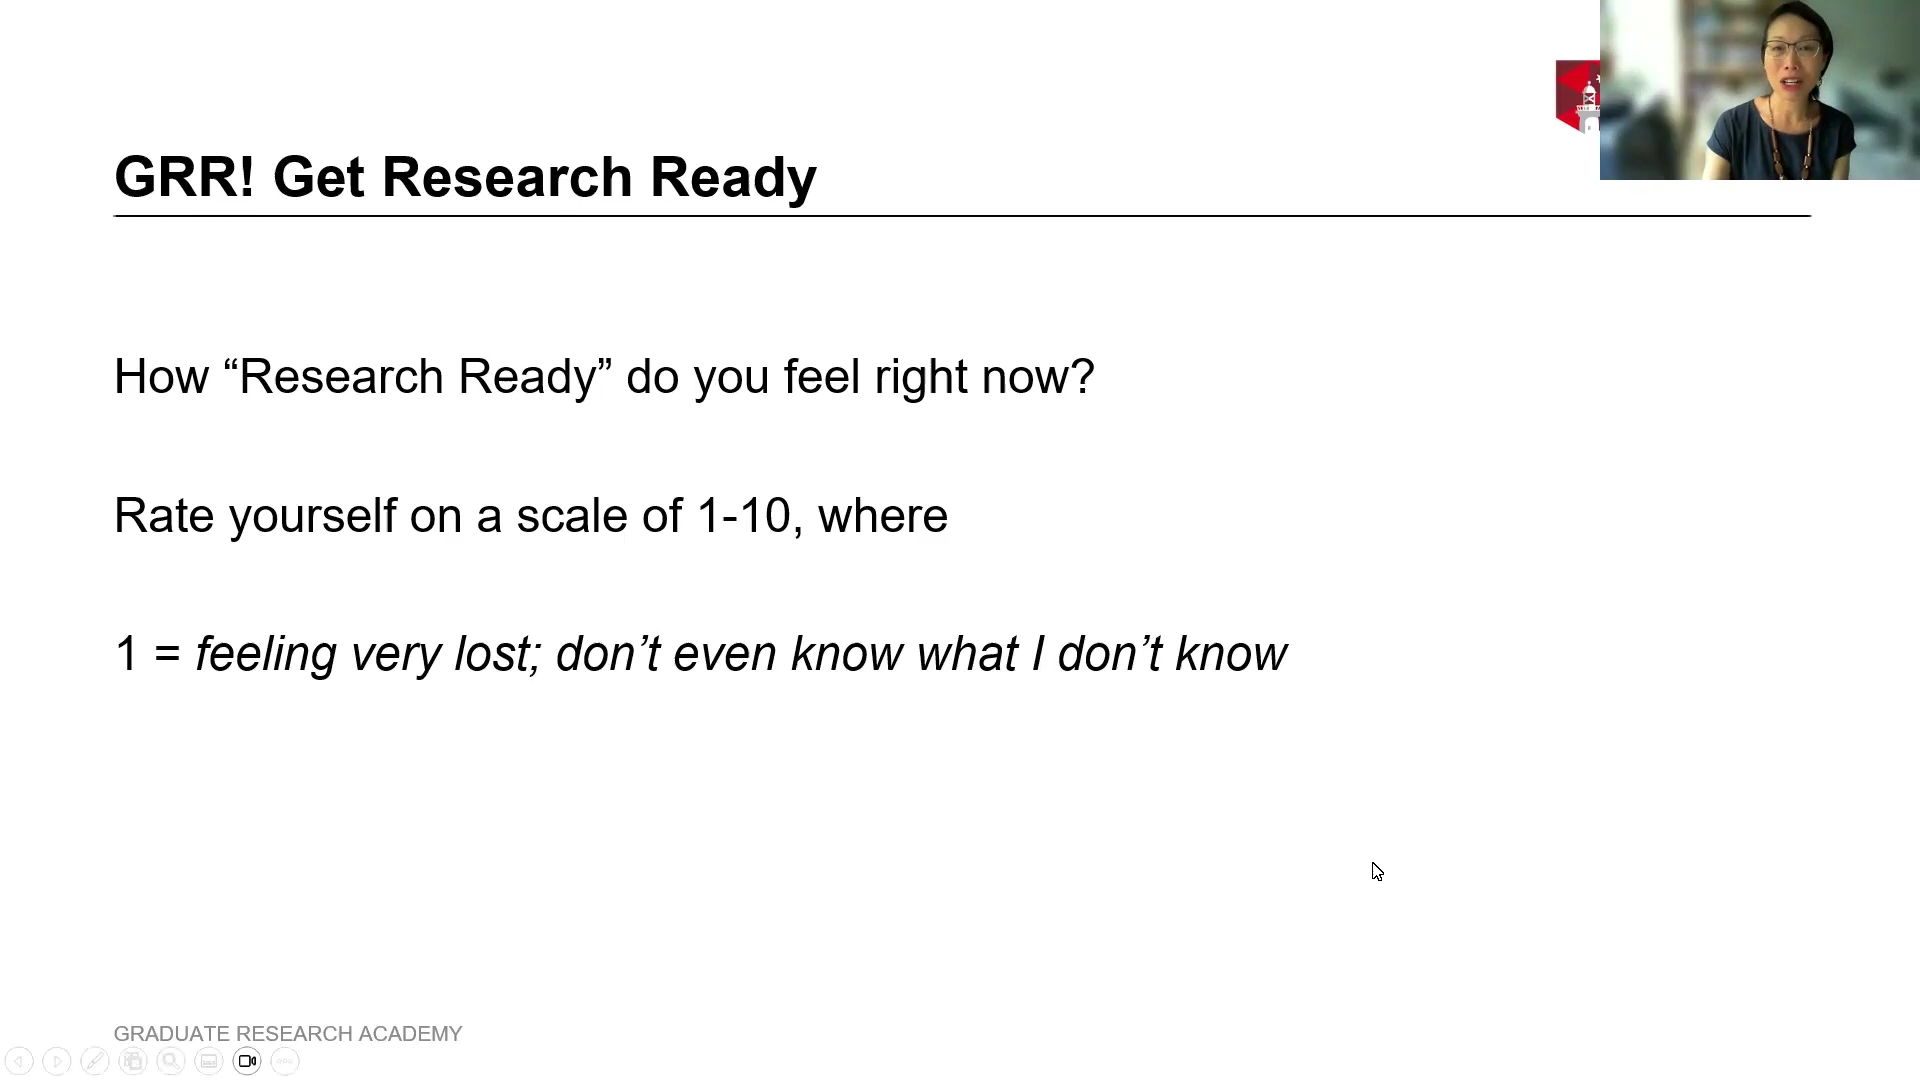 GRR! Get Research Ready
How “Research Ready” do you feel right now?
Rate yourself on a scale of 1-10, where
1 = feeling very lost; don’t even know what I don’t know
GRADUATE RESEARCH ACADEMY